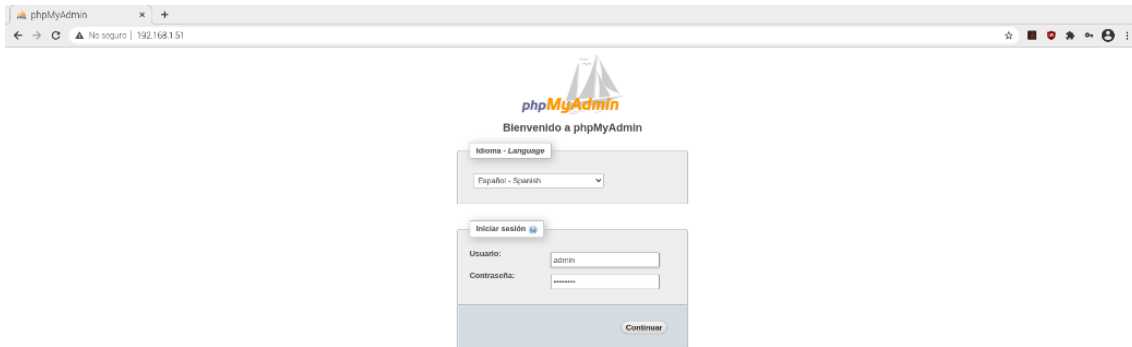 phpMyAdmin
No seguro | 192.168.1.51
phpMyAdmin
Bienvenido a phpMyAdmin
Idioma - Language
Español - Spanish
Iniciar sesión
Usuario:
admin
Contraseña:
••••••••
Continuar